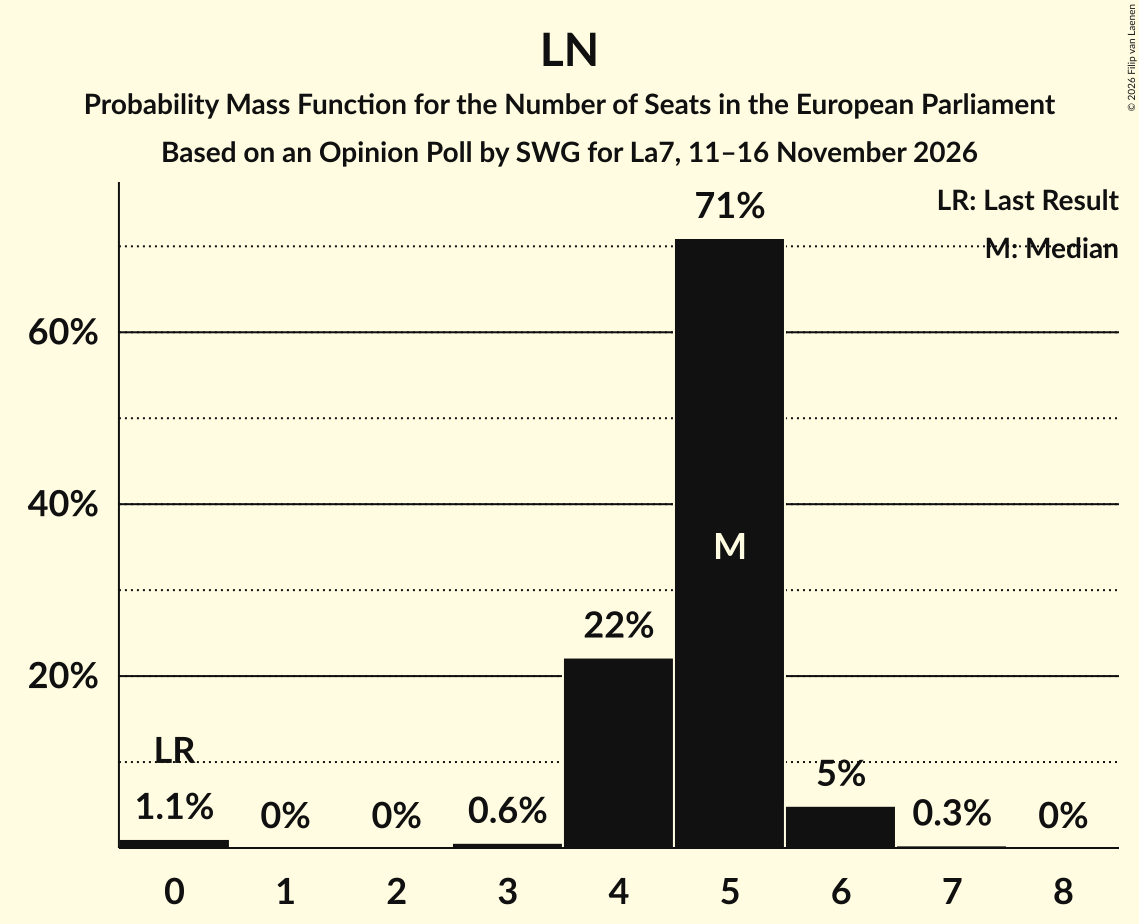 LN
Probability Mass Function for the Number of Seats in the European Parliament
Based on an Opinion Poll by SWG for La7, 11–16 November 2026
© 2026 Filip van Laenen
LR: Last Result
M: Median
71%
60%
40%
M
22%
20%
LR
5%
1.1%
0%
0%
0.6%
0.3%
0%
0 1 2 3 4 5 6 7 8